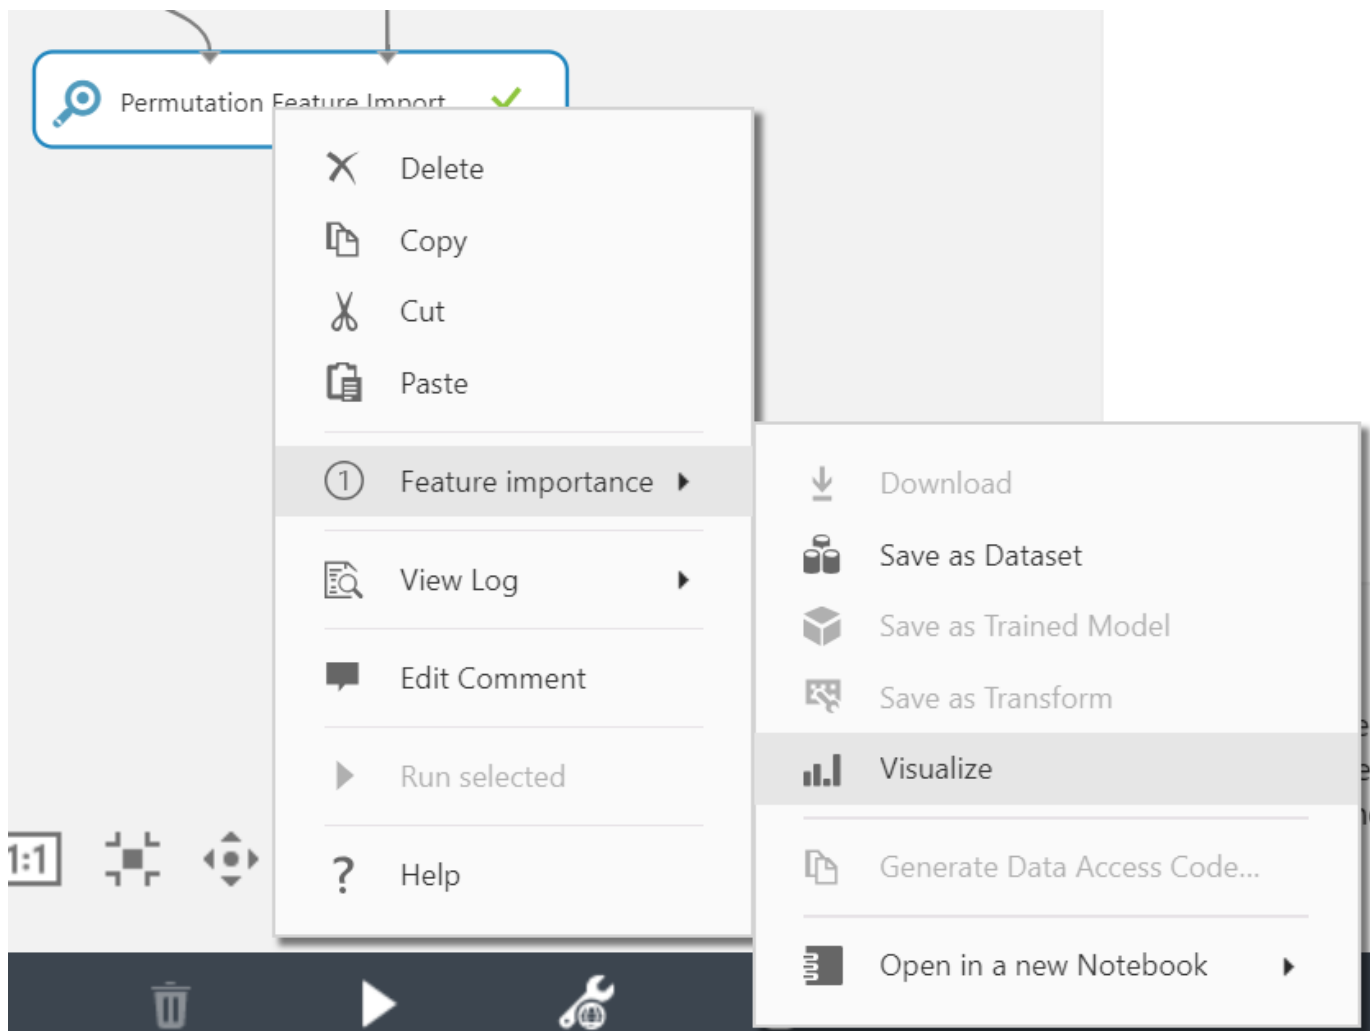 Permutation Feature Import
Delete
Copy
Cut
Paste
1
Feature importance
View Log
Edit Comment
Run selected
?
Help
Download
Save as Dataset
Save as Trained Model
Save as Transform
Visualize
Generate Data Access Code...
Open in a new Notebook
1:1